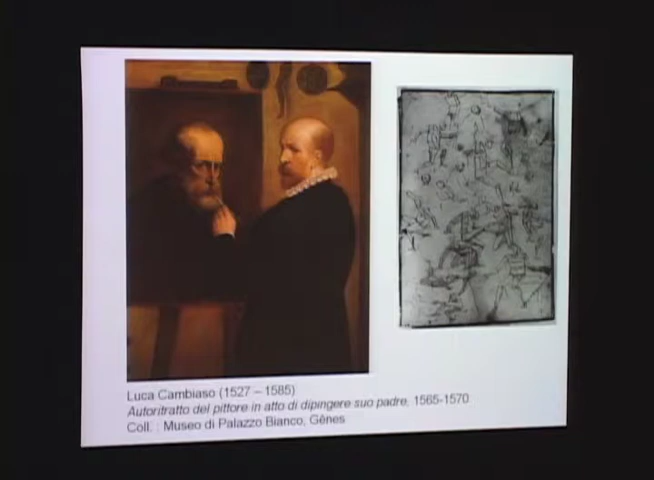 Luca Cambiaso (1527 – 1585)
Autoritratto del pittore in atto di dipingere suo padre, 1565-1570
Coll. : Museo di Palazzo Bianco, Gênes